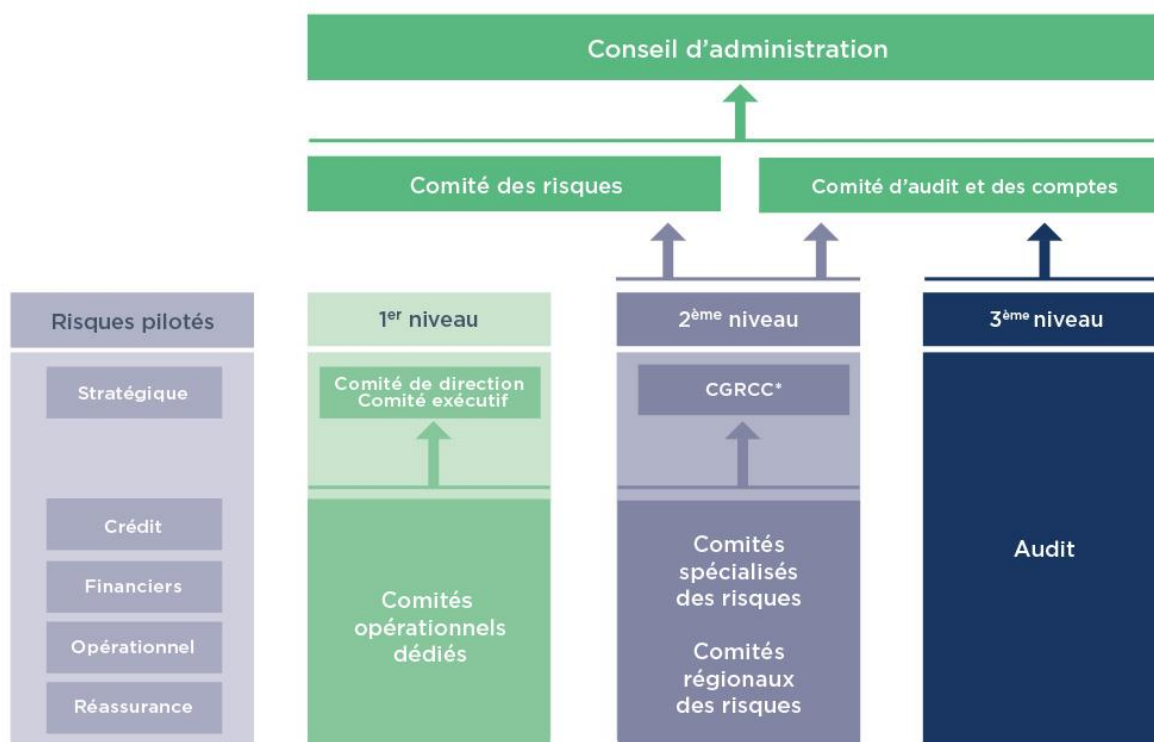 Conseil d'administration
Comité des risques
Comité d'audit et des comptes
Risques pilotés
1er niveau
2ème niveau
3ème niveau
Stratégique
Comité de direction
Comité exécutif
CGRCC*
Crédit
Financiers
Opérationnel
Réassurance
Comités
opérationnels
dédiés
Comités
spécialisés
des risques
Comités
régionaux
des risques
Audit